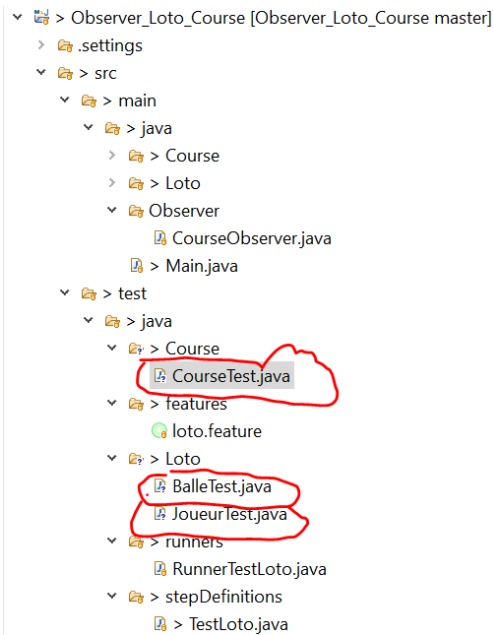 > Observer_Loto_Course [Observer_Loto_Course master]
> .settings
> src
> main
> java
> Course
> Loto
Observer
CourseObserver.java
> Main.java
> test
> java
> Course
CourseTest.java
> features
loto.feature
> Loto
BalleTest.java
JoueurTest.java
> runners
RunnerTestLoto.java
> stepDefinitions
> TestLoto.java